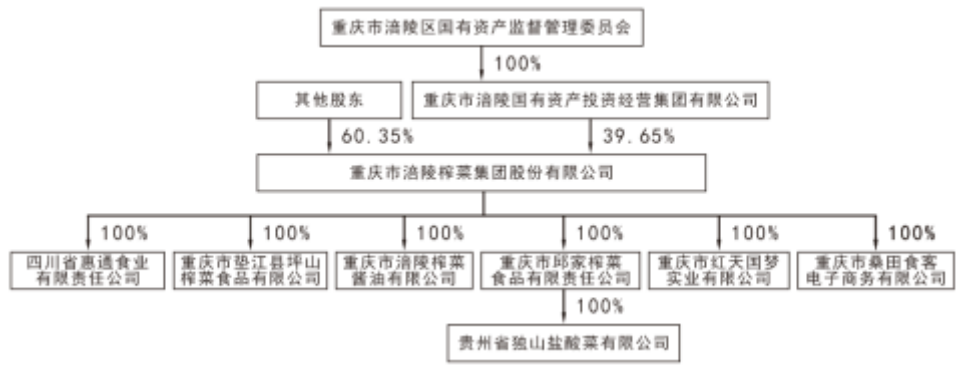 重庆市涪陵区国有资产监督管理委员会
100%
其他股东
重庆市涪陵国有资产投资经营集团有限公司
60.35%
39.65%
重庆市涪陵榨菜集团股份有限公司
100%
100%
100%
100%
100%
100%
四川省惠通食业
有限责任公司
重庆市垫江县坪山
榨菜食品有限公司
重庆市涪陵榨菜
酱油有限公司
重庆市邱家榨菜
食品有限责任公司
重庆市红天国梦
实业有限公司
重庆市桑田食客
电子商务有限公司
100%
贵州省独山盐酸菜有限公司